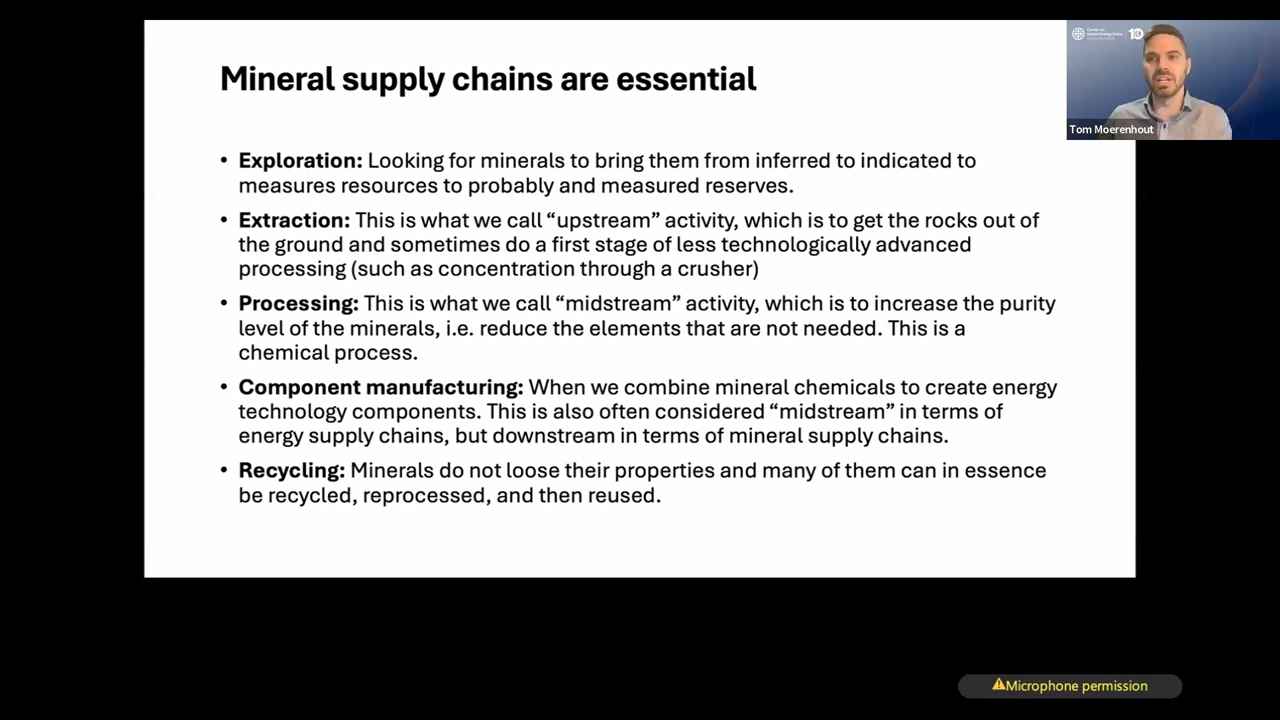 Mineral supply chains are essential
• Exploration: Looking for minerals to bring them from inferred to indicated to
measures resources to probably and measured reserves.
• Extraction: This is what we call “upstream” activity, which is to get the rocks out of
the ground and sometimes do a first stage of less technologically advanced
processing (such as concentration through a crusher)
• Processing: This is what we call “midstream” activity, which is to increase the purity
level of the minerals, i.e. reduce the elements that are not needed. This is a
chemical process.
• Component manufacturing: When we combine mineral chemicals to create energy
technology components. This is also often considered “midstream” in terms of
energy supply chains, but downstream in terms of mineral supply chains.
• Recycling: Minerals do not loose their properties and many of them can in essence
be recycled, reprocessed, and then reused.
Center on
Global Energy Policy
10
Tom Moerenhout
Microphone permission